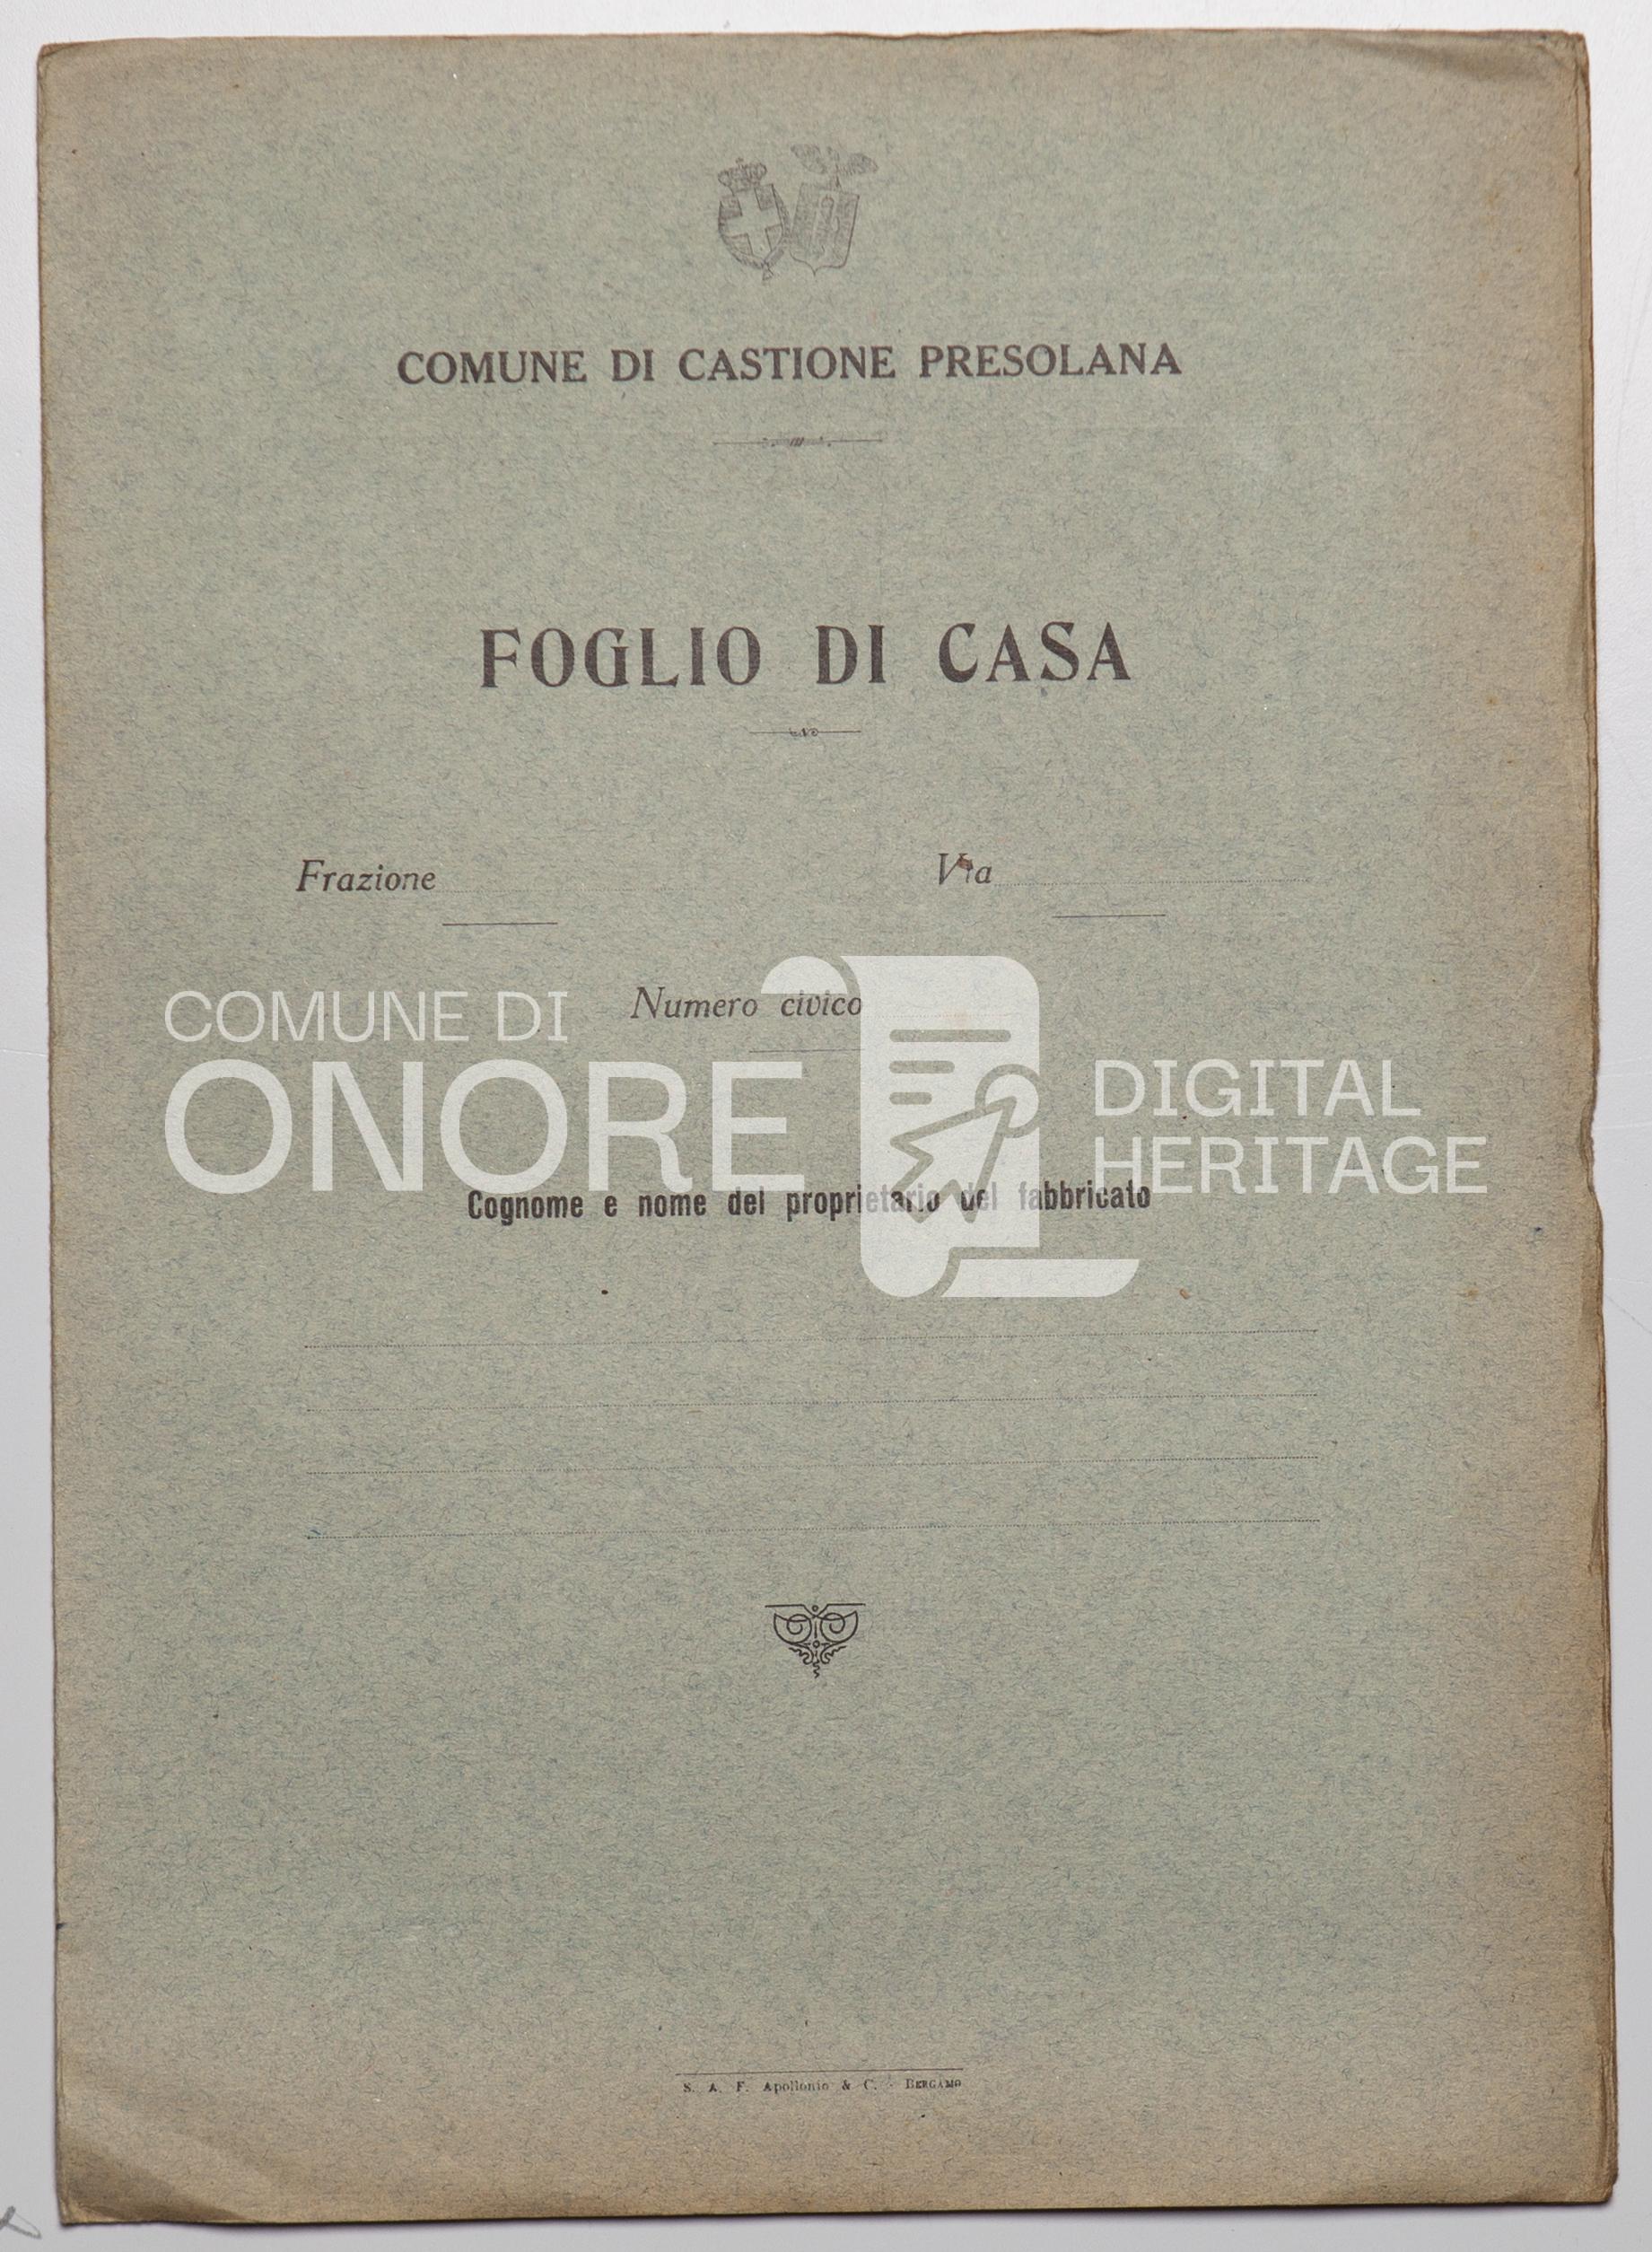 COMUNE DI CASTIONE PRESOLANA
FOGLIO DI CASA
Frazione
Via
Numero civico
COMUNE DI
ONORE
DIGITAL
HERITAGE
Cognome e nome del proprietario del fabbricato
S. A. F. Apollonio & C. - BERGAMO